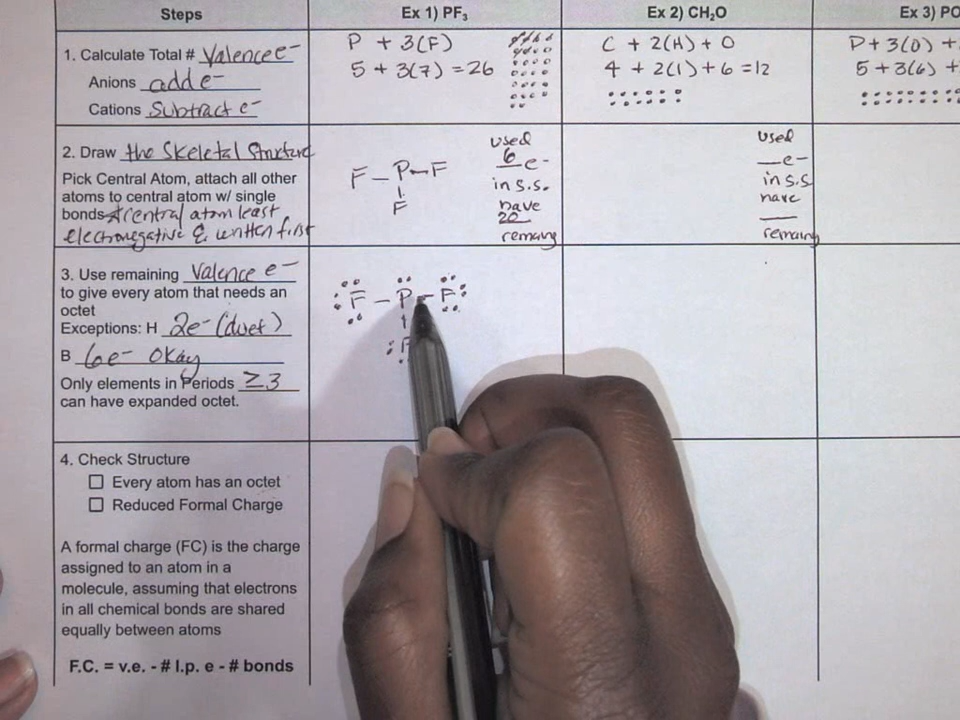 Steps
Ex 1) PF₃
Ex 2) CH₂O
Ex 3) PO
1. Calculate Total # Valence e-
Anions add e-
Cations Subtract e-
P + 3(F)
5 + 3(7) = 26
C + 2(H) + O
4 + 2(1) + 6 = 12
P + 3(O) +
5 + 3(6) +
2. Draw the Skeletal Structure
Pick Central Atom, attach all other
atoms to central atom w/ single
bonds * central atom least
electronegative & written first
F – P – F
F
used
6 e-
in s.s.
have
20
remaing
used
__ e-
in s.s
have
__
remaing
3. Use remaining Valence e-
to give every atom that needs an
octet
Exceptions: H 2e- (duet)
B 6e- Okay
Only elements in Periods ≥3
can have expanded octet.
F – P – F
F
4. Check Structure
☐ Every atom has an octet
☐ Reduced Formal Charge
A formal charge (FC) is the charge
assigned to an atom in a
molecule, assuming that electrons
in all chemical bonds are shared
equally between atoms
F.C. = v.e. - # l.p. e - # bonds